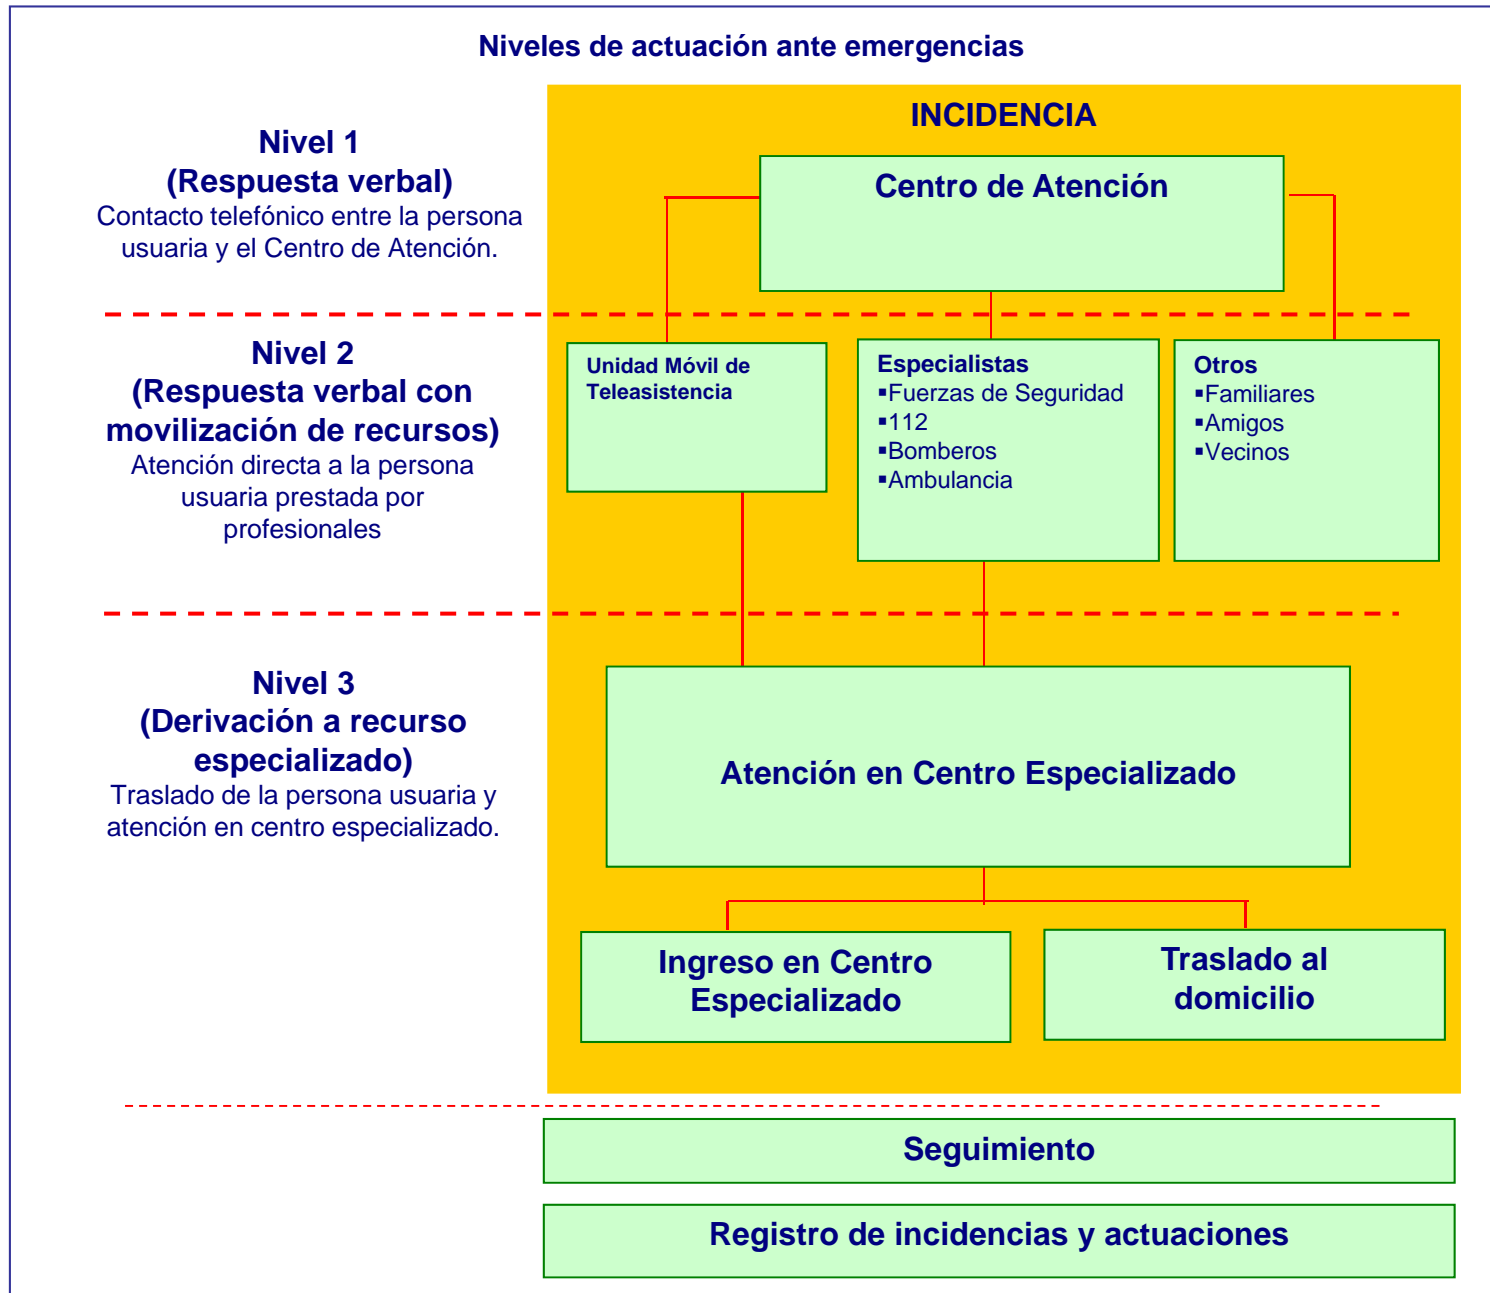 Niveles de actuación ante emergencias
INCIDENCIA
Nivel 1
(Respuesta verbal)
Contacto telefónico entre la persona
usuaria y el Centro de Atención.
Centro de Atención
Nivel 2
(Respuesta verbal con
movilización de recursos)
Atención directa a la persona
usuaria prestada por
profesionales
Unidad Móvil de
Teleasistencia
Especialistas
▪Fuerzas de Seguridad
▪112
▪Bomberos
▪Ambulancia
Otros
▪Familiares
▪Amigos
▪Vecinos
Nivel 3
(Derivación a recurso
especializado)
Traslado de la persona usuaria y
atención en centro especializado.
Atención en Centro Especializado
Ingreso en Centro
Especializado
Traslado al
domicilio
Seguimiento
Registro de incidencias y actuaciones